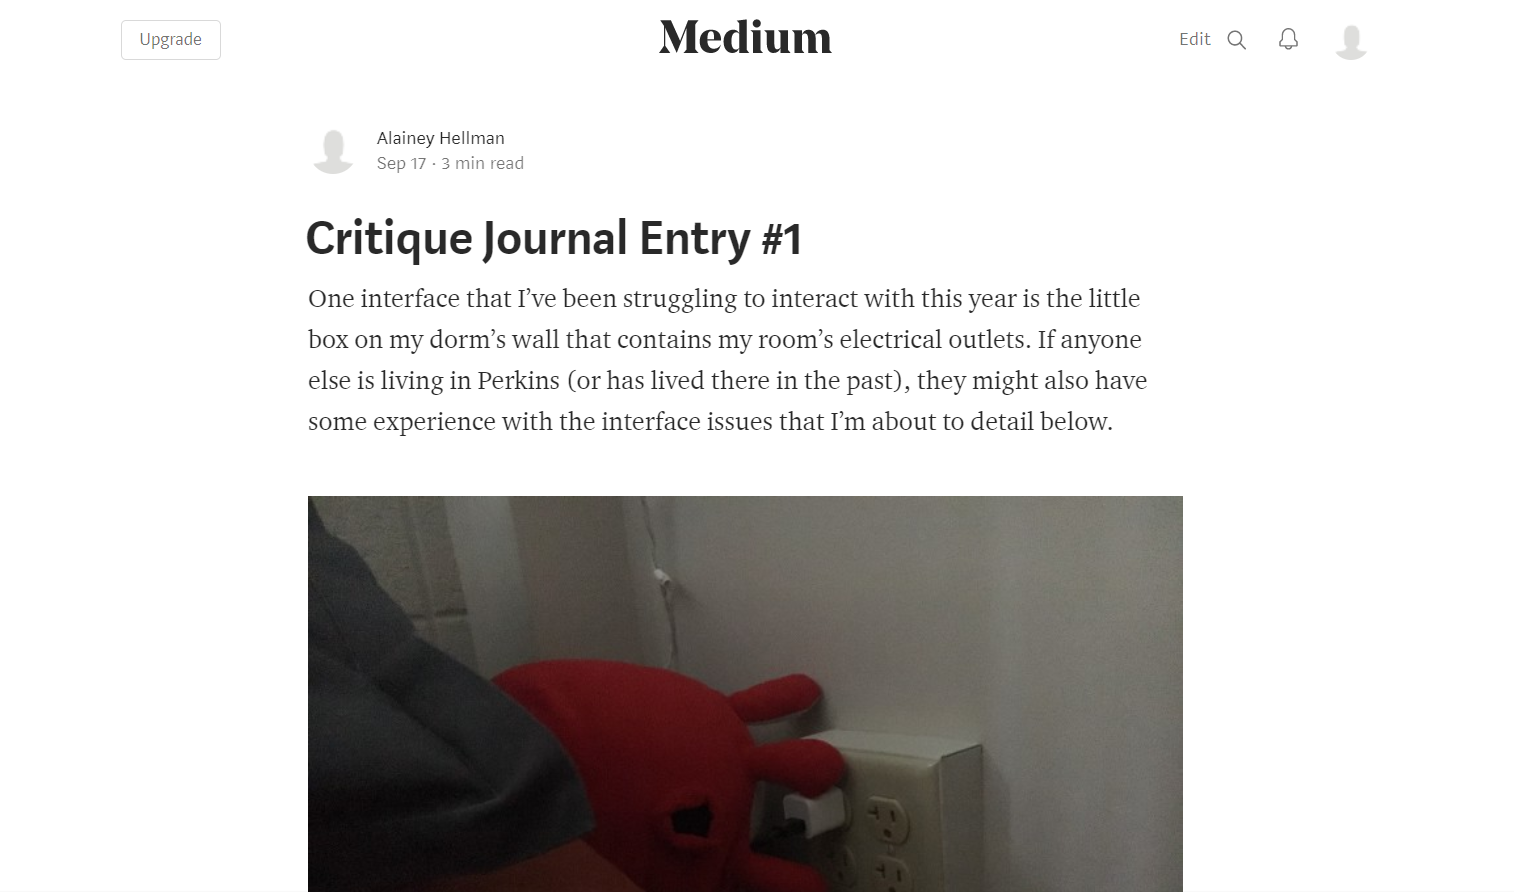 Upgrade
Medium
Edit
Alainey Hellman
Sep 17 · 3 min read
Critique Journal Entry #1
One interface that I’ve been struggling to interact with this year is the little
box on my dorm’s wall that contains my room’s electrical outlets. If anyone
else is living in Perkins (or has lived there in the past), they might also have
some experience with the interface issues that I’m about to detail below.